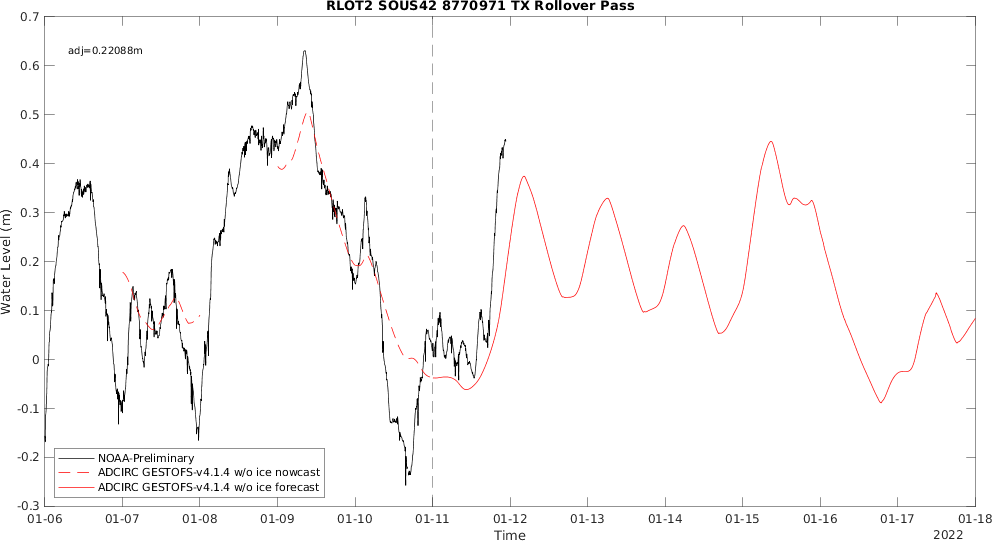 RLOT2 SOUS42 8770971 TX Rollover Pass
adj=0.22088m
0.7
0.6
0.5
0.4
0.3
0.2
0.1
0
-0.1
-0.2
-0.3
Water Level (m)
NOAA-Preliminary
ADCIRC GESTOFS-v4.1.4 w/o ice nowcast
ADCIRC GESTOFS-v4.1.4 w/o ice forecast
01-06 01-07 01-08 01-09 01-10 01-11 01-12 01-13 01-14 01-15 01-16 01-17 01-18
Time
2022